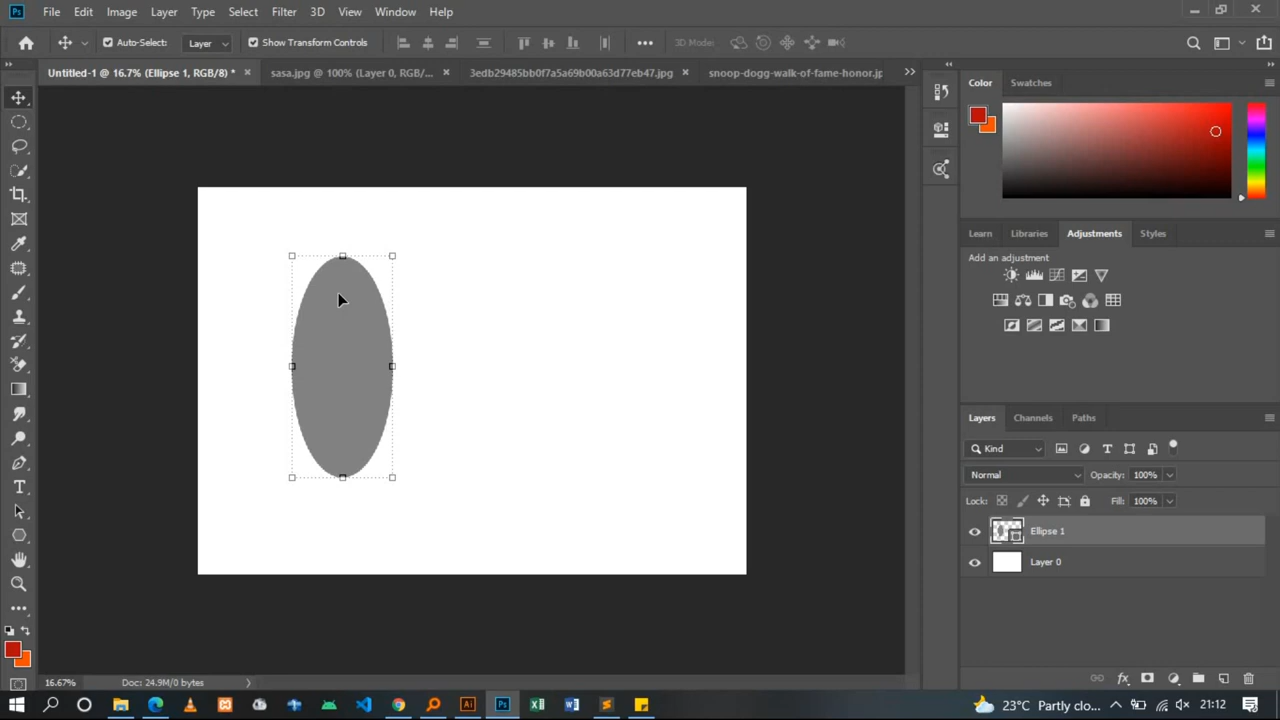 Ps File Edit Image Layer Type Select Filter 3D View Window Help
Auto-Select: Layer Show Transform Controls 3D Mode:
Untitled-1 @ 16.7% (Ellipse 1, RGB/8) * × sasa.jpg @ 100% (Layer 0, RGB/... × 3edb29485bb0f7a5a69b00a63d77eb47.jpg × snoop-dogg-walk-of-fame-honor.jp
Color Swatches
Learn Libraries Adjustments Styles
Add an adjustment
Layers Channels Paths
Kind
Normal Opacity: 100%
Lock: Fill: 100%
Ellipse 1
Layer 0
fx
16.67% Doc: 24.9M/0 bytes
Ai Ps 23°C Partly clo... 21:12